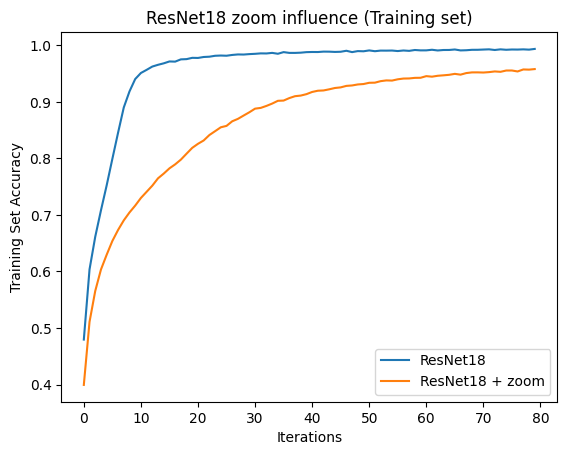 ResNet18 zoom influence (Training set)
Training Set Accuracy
1.0
0.9
0.8
0.7
0.6
0.5
0.4
0 10 20 30 40 50 60 70 80
Iterations
ResNet18
ResNet18 + zoom